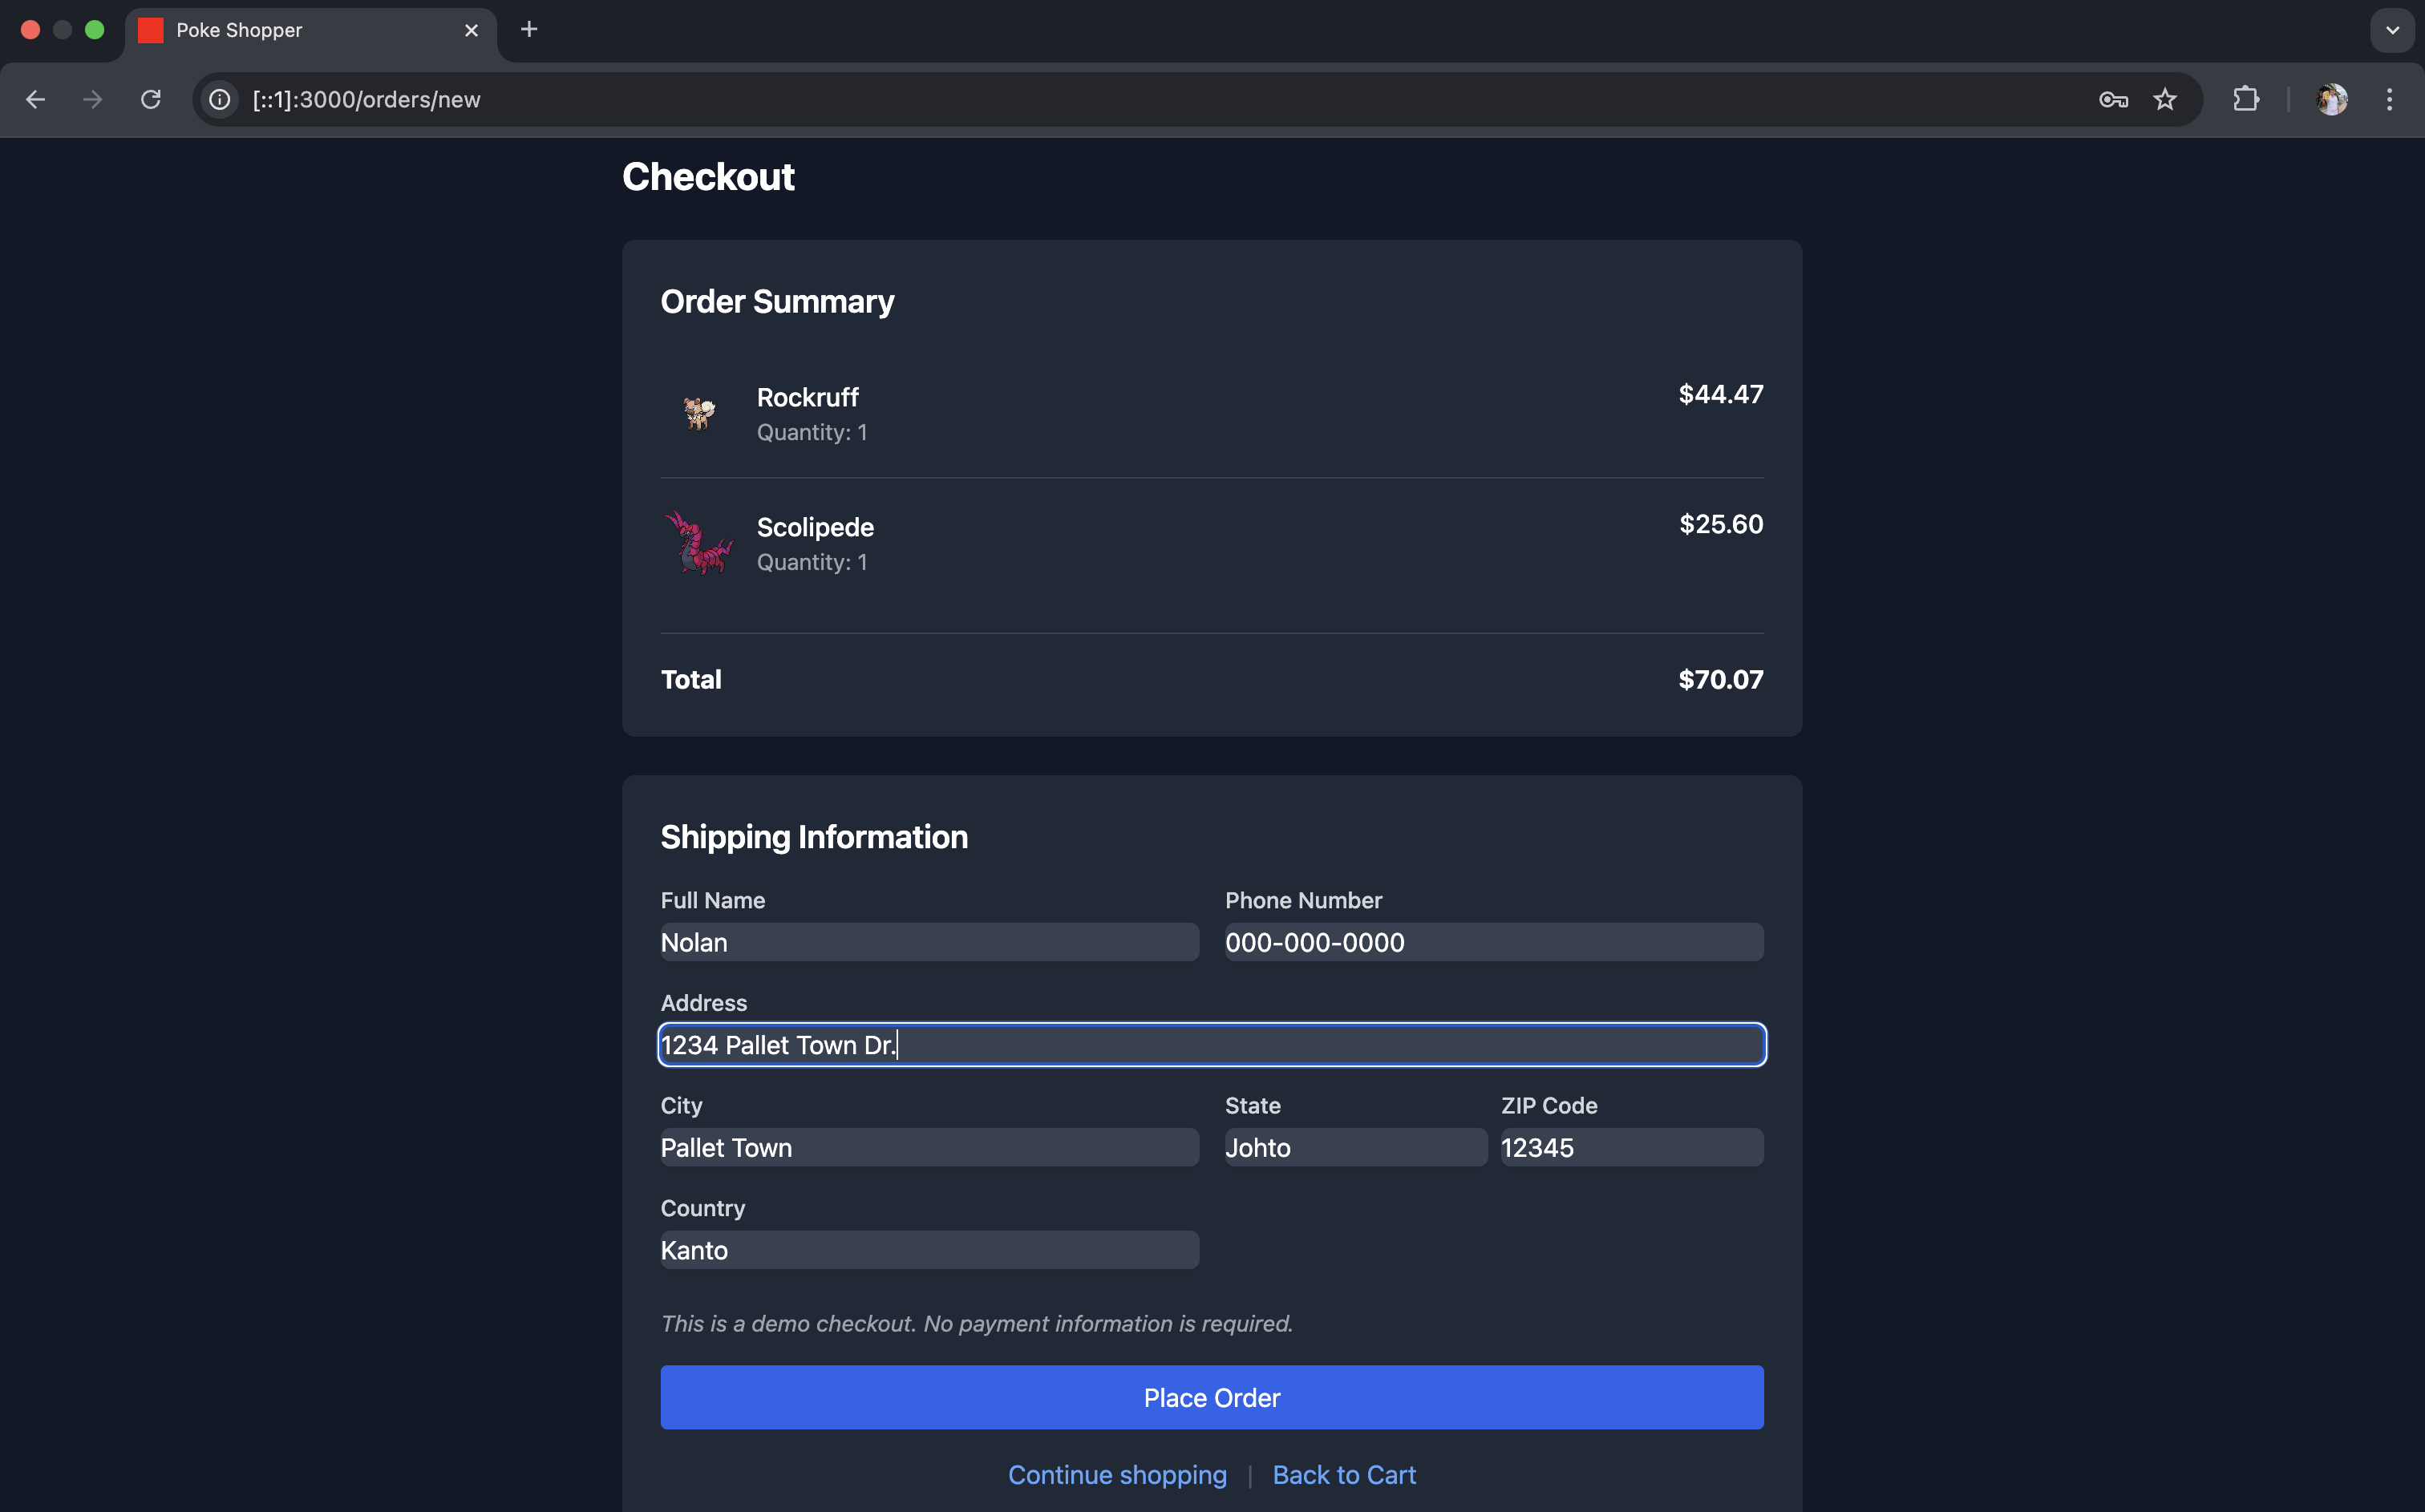 Poke Shopper
[::1]:3000/orders/new
Checkout
Order Summary
Rockruff
$44.47
Quantity: 1
Scolipede
$25.60
Quantity: 1
Total
$70.07
Shipping Information
Full Name
Phone Number
Nolan
000-000-0000
Address
1234 Pallet Town Dr.
City
State
ZIP Code
Pallet Town
Johto
12345
Country
Kanto
This is a demo checkout. No payment information is required.
Place Order
Continue shopping | Back to Cart